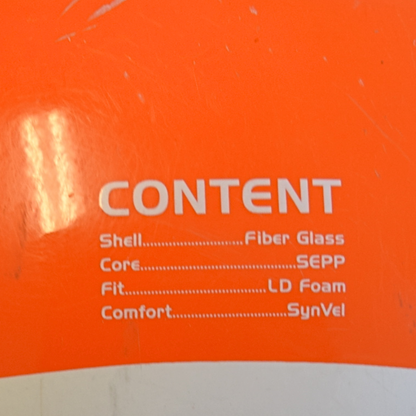 CONTENT
Shell........................Fiber Glass
Core.....................................SEPP
Fit.................................LD Foam
Comfort...........................SynVel